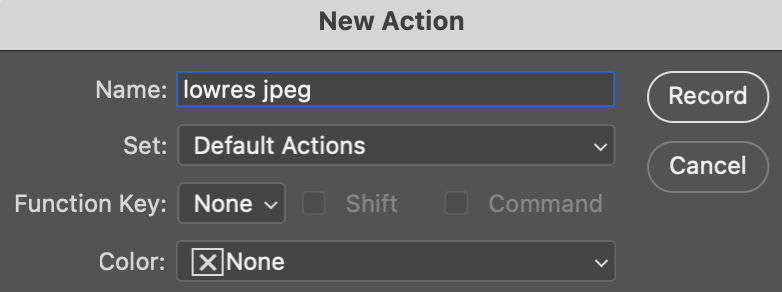 New Action
Name: lowres jpeg
Record
Set: Default Actions
Cancel
Function Key: None Shift Command
Color: None